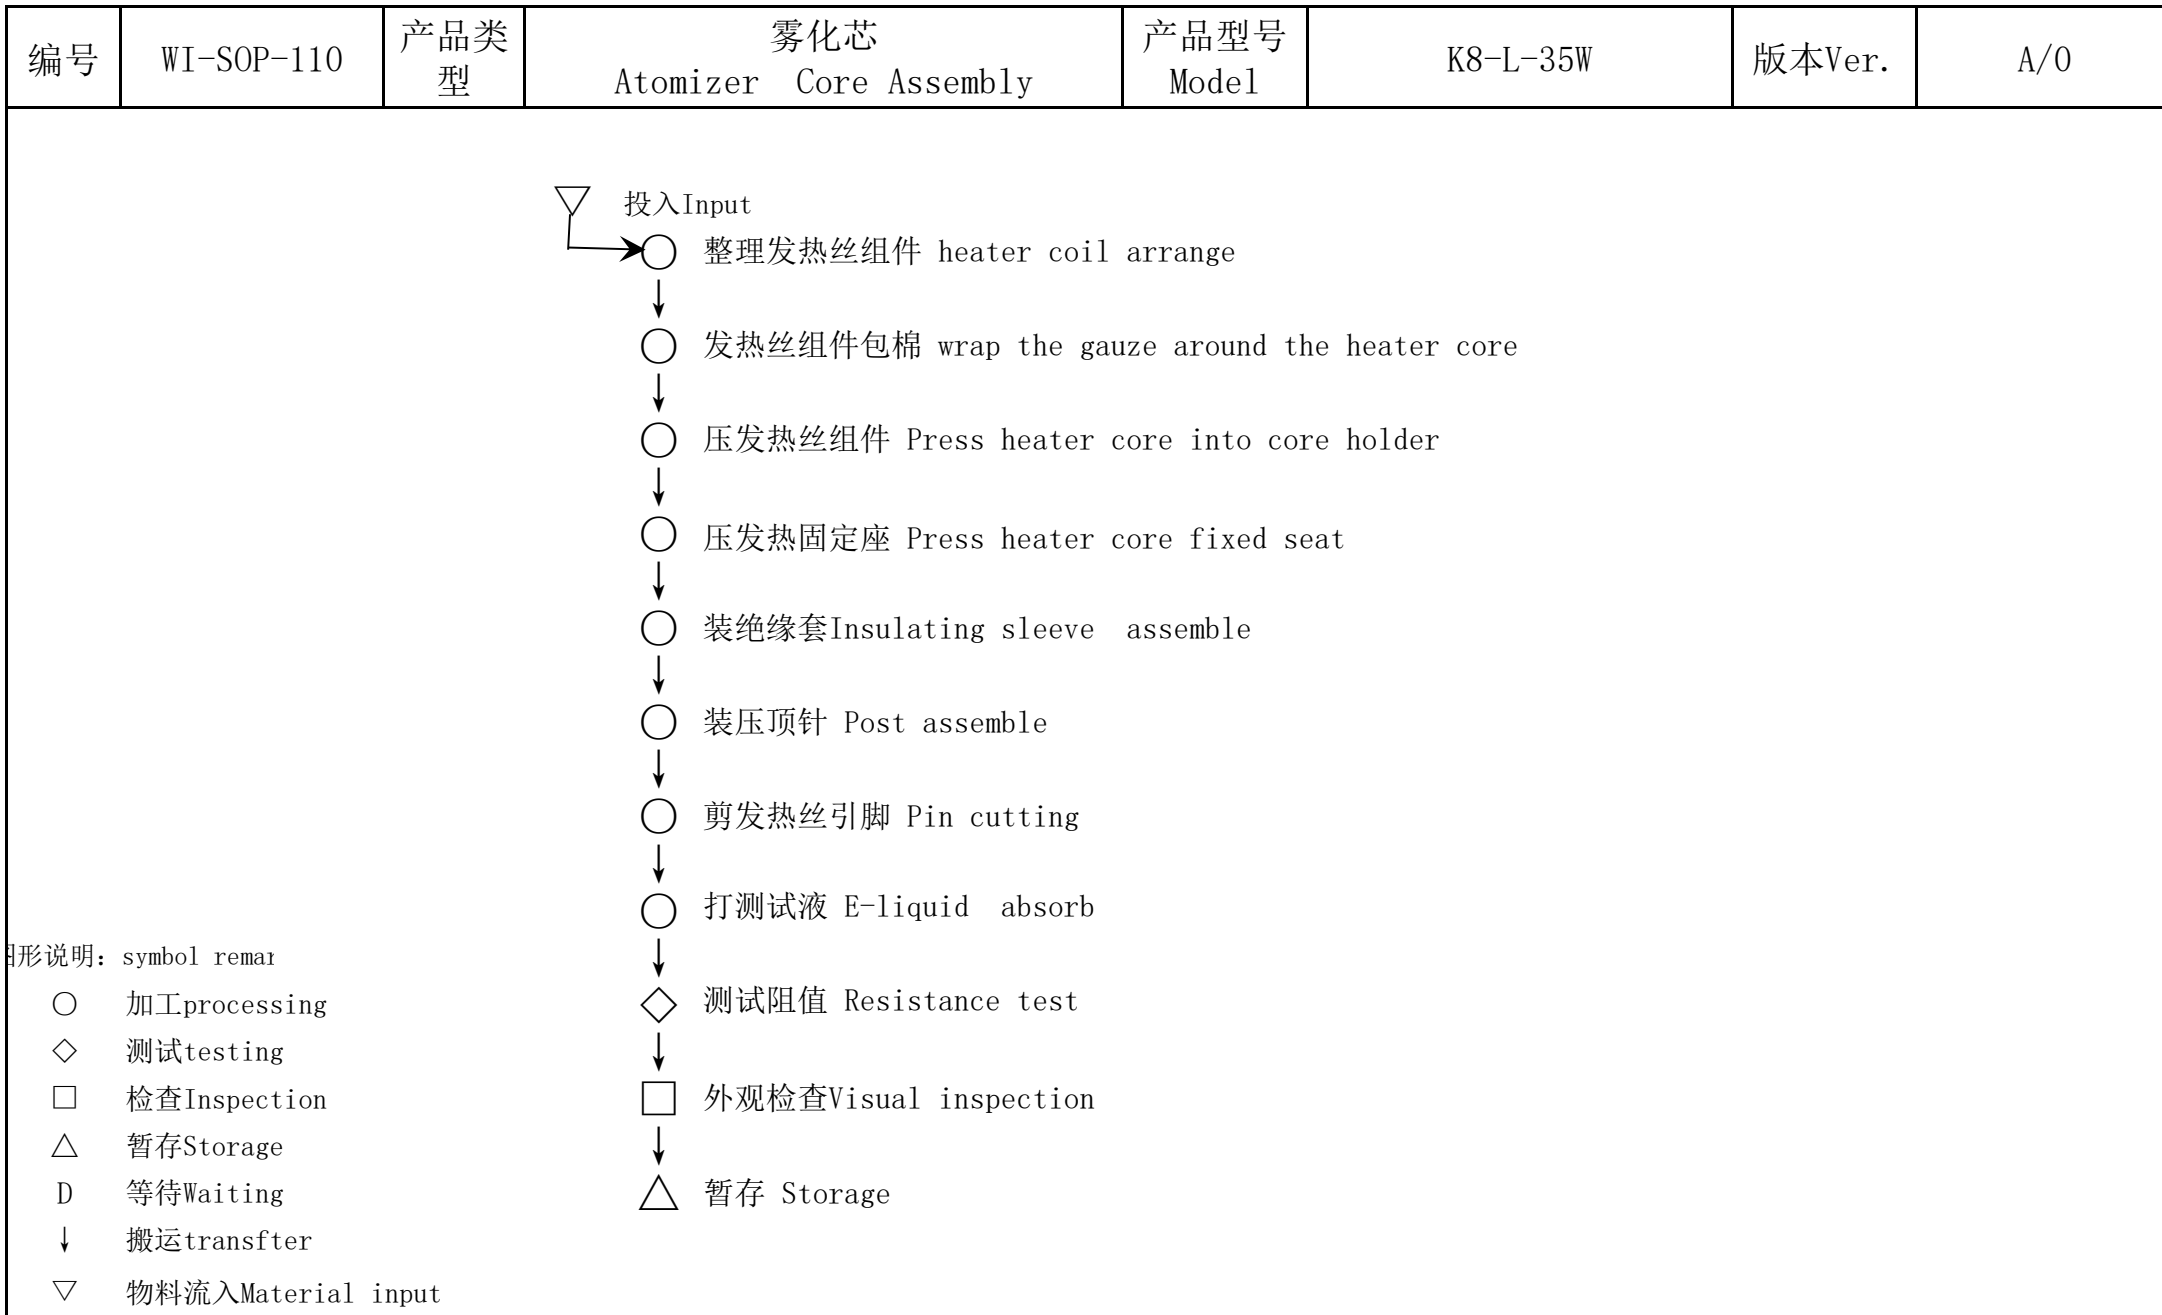 编号 WI-SOP-110 产品类型 雾化芯 Atomizer Core Assembly 产品型号 Model K8-L-35W 版本Ver. A/0
投入Input
整理发热丝组件 heater coil arrange
发热丝组件包棉 wrap the gauze around the heater core
压发热丝组件 Press heater core into core holder
压发热固定座 Press heater core fixed seat
装绝缘套Insulating sleeve assemble
装压顶针 Post assemble
剪发热丝引脚 Pin cutting
打测试液 E-liquid absorb
测试阻值 Resistance test
外观检查Visual inspection
暂存 Storage
图形说明：symbol remar
加工processing
测试testing
检查Inspection
暂存Storage
D 等待Waiting
搬运transfter
物料流入Material input